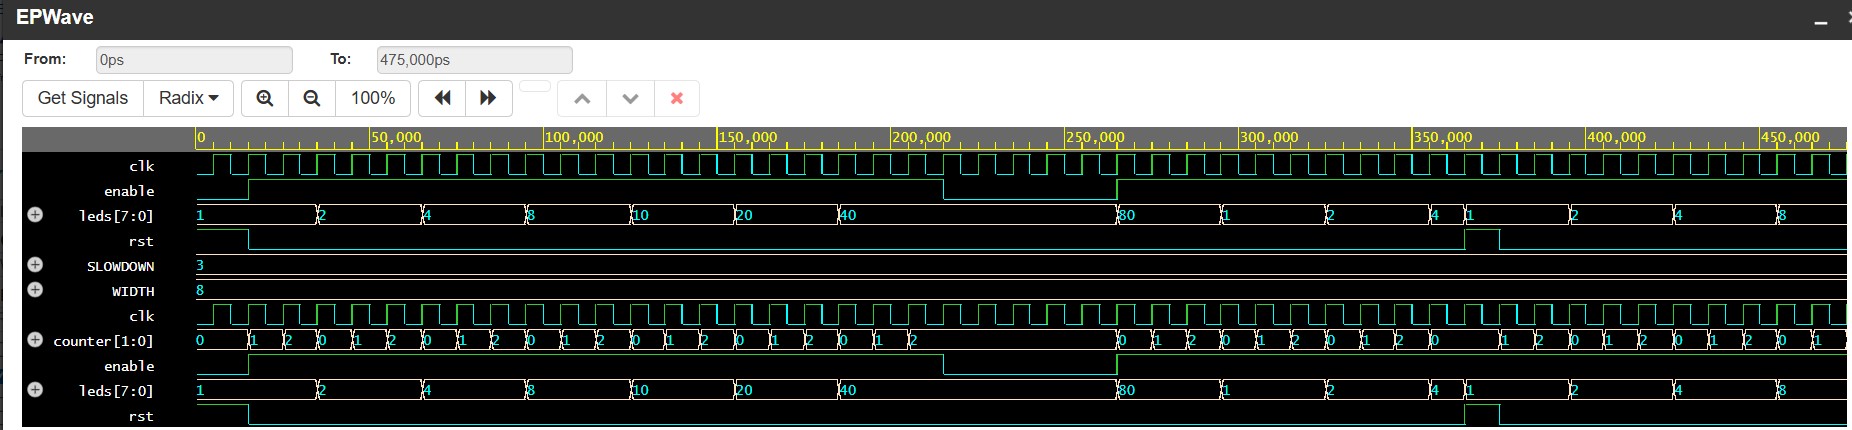 EPWave
From: 0ps To: 475,000ps
Get Signals Radix 100%
0 50,000 100,000 150,000 200,000 250,000 300,000 350,000 400,000 450,000
clk
enable
leds[7:0] 1 2 4 8 10 20 40 80 1 2 4 1 2 4 8
rst
SLOWDOWN 3
WIDTH 8
clk
counter[1:0] 0 1 2 0 1 2 0 1 2 0 1 2 0 1 2 0 1 2 0 1 2 0 1 2 0 1 2 0 1 2 0 1 2 0 1 2 0 1 2 0 1
enable
leds[7:0] 1 2 4 8 10 20 40 80 1 2 4 1 2 4 8
rst